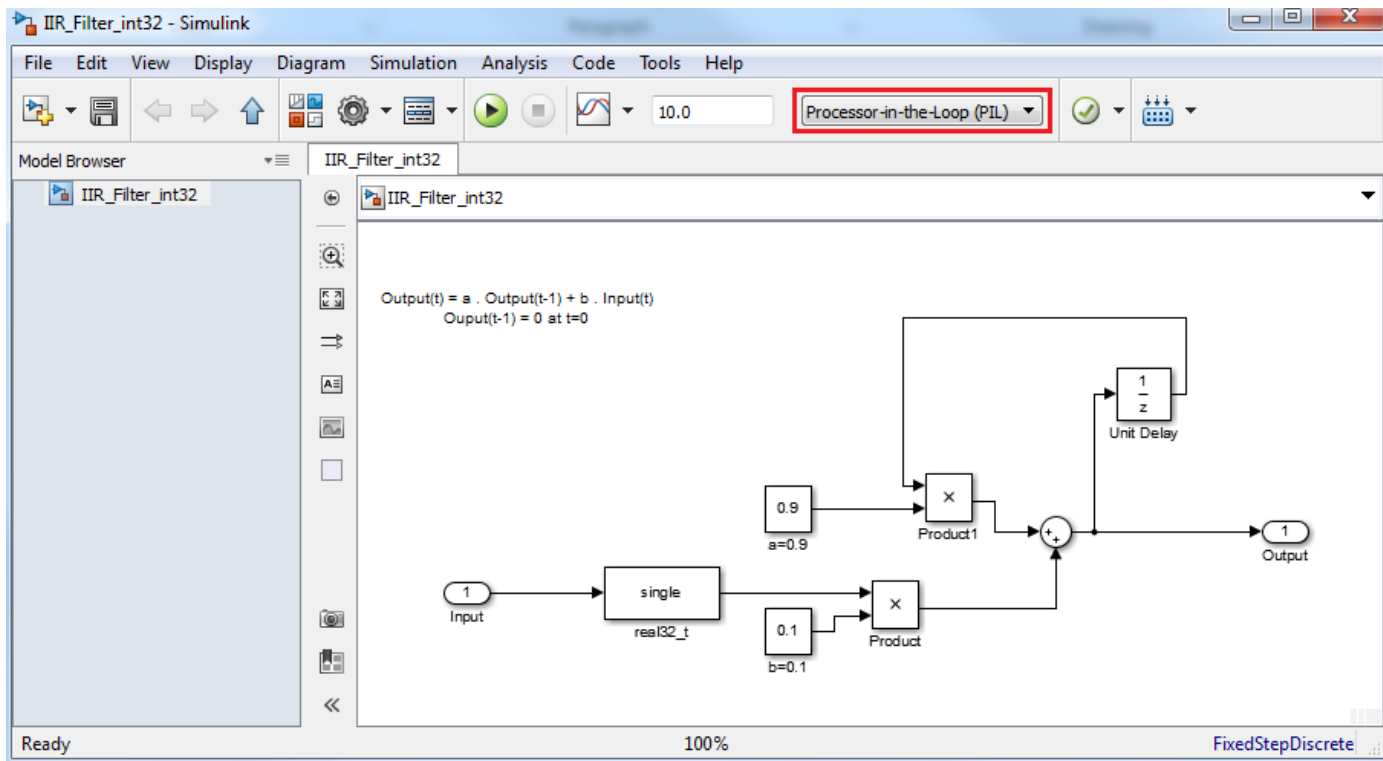 IIR_Filter_int32 - Simulink
File Edit View Display Diagram Simulation Analysis Code Tools Help
10.0
Processor-in-the-Loop (PIL)
Model Browser
IIR_Filter_int32
IIR_Filter_int32
IIR_Filter_int32
Output(t) = a . Output(t-1) + b . Input(t)
Ouput(t-1) = 0 at t=0
1
z
Unit Delay
0.9
a=0.9
×
Product1
+
+
1
Output
1
Input
single
real32_t
0.1
b=0.1
×
Product
Ready
100%
FixedStepDiscrete